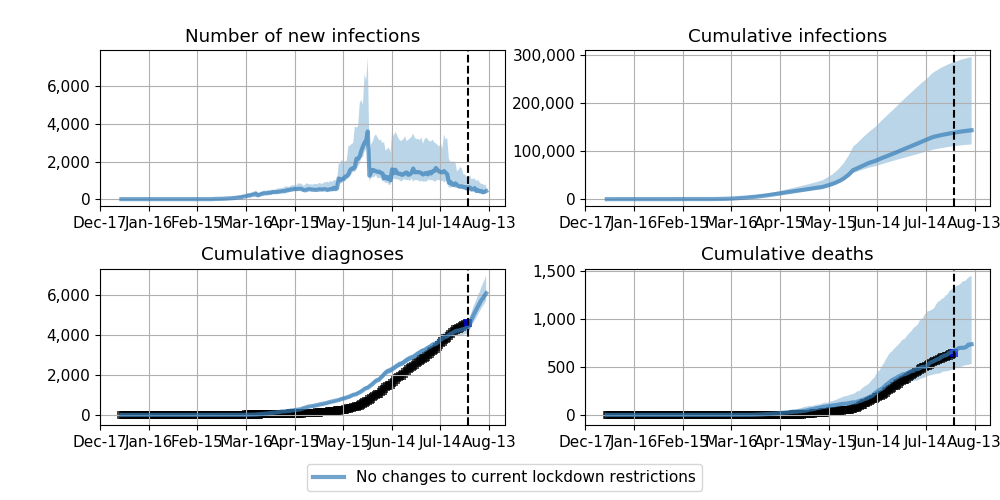 Number of new infections
6,000
4,000
2,000
0
Dec-17 Jan-16 Feb-15 Mar-16 Apr-15 May-15 Jun-14 Jul-14 Aug-13
Cumulative infections
300,000
200,000
100,000
0
Dec-17 Jan-16 Feb-15 Mar-16 Apr-15 May-15 Jun-14 Jul-14 Aug-13
Cumulative diagnoses
6,000
4,000
2,000
0
Dec-17 Jan-16 Feb-15 Mar-16 Apr-15 May-15 Jun-14 Jul-14 Aug-13
Cumulative deaths
1,500
1,000
500
0
Dec-17 Jan-16 Feb-15 Mar-16 Apr-15 May-15 Jun-14 Jul-14 Aug-13
No changes to current lockdown restrictions